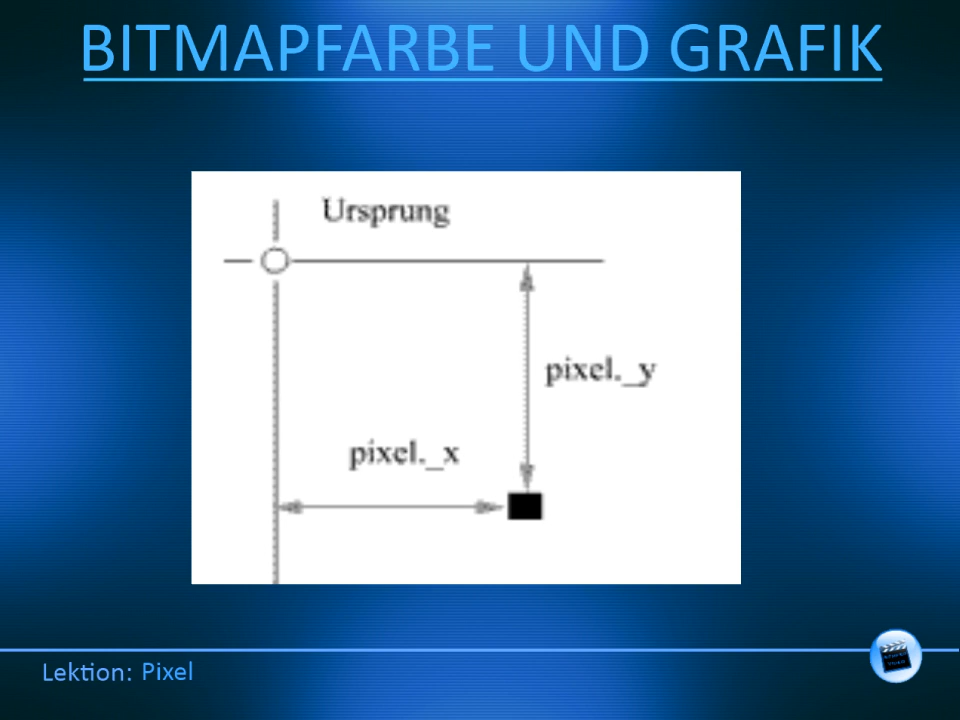 BITMAPFARBE UND GRAFIK
Ursprung
pixel._y
pixel._x
Lektion: Pixel